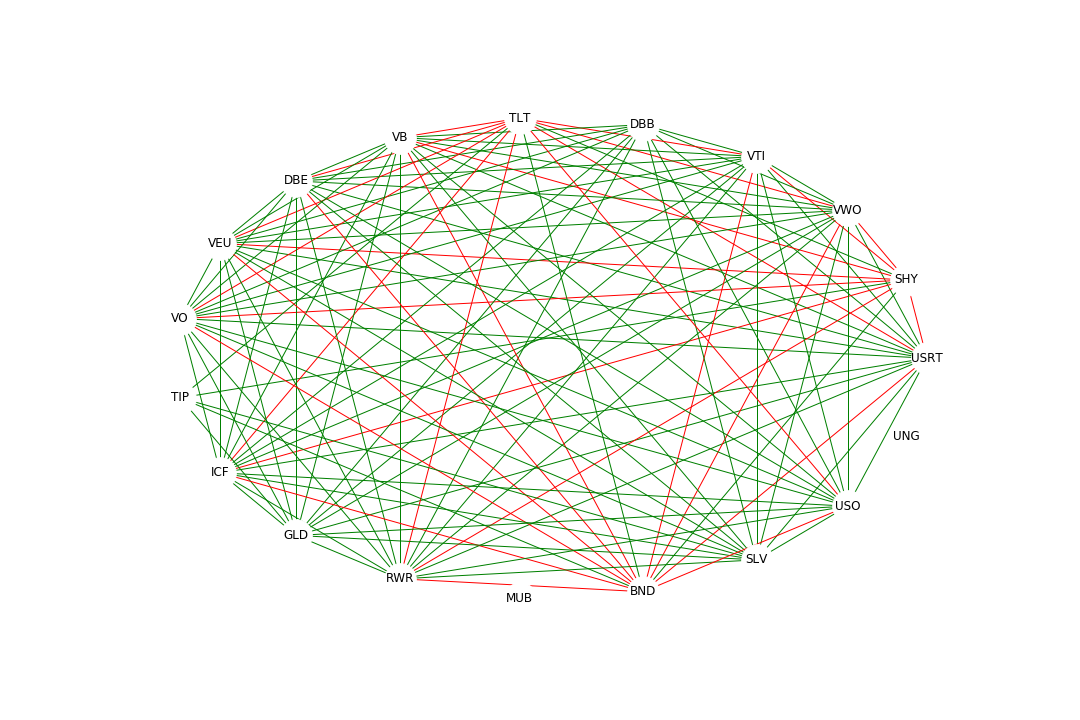 TLT
DBB
VB
VTI
DBE
VWO
VEU
SHY
VO
USRT
TIP
UNG
ICF
USO
GLD
SLV
RWR
BND
MUB